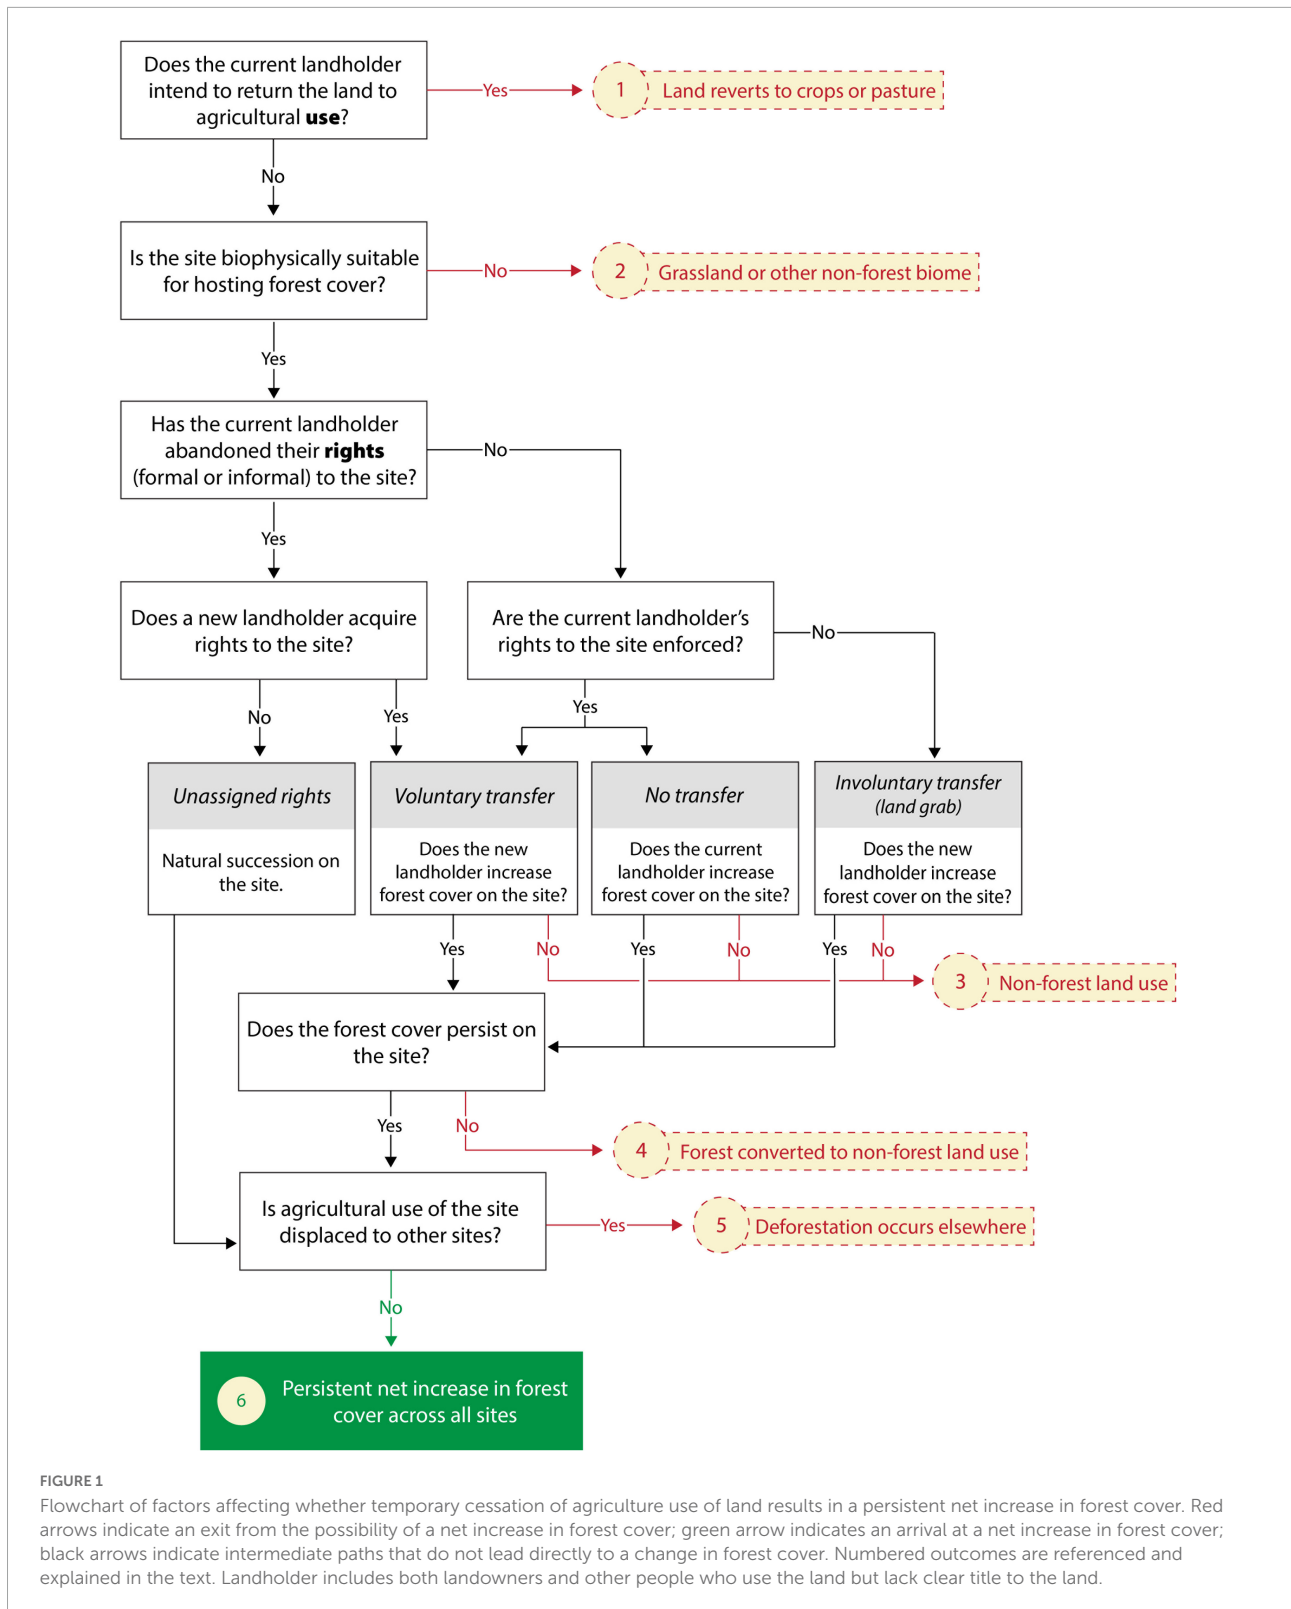 Does the current landholder
intend to return the land to
agricultural use?
Yes
1
Land reverts to crops or pasture
No
Is the site biophysically suitable
for hosting forest cover?
No
2
Grassland or other non-forest biome
Yes
Has the current landholder
abandoned their rights
(formal or informal) to the site?
No
Yes
Does a new landholder acquire
rights to the site?
Are the current landholder's
rights to the site enforced?
No
No
Yes
Yes
Unassigned rights
Natural succession on
the site.
Voluntary transfer
Does the new
landholder increase
forest cover on the site?
No transfer
Does the current
landholder increase
forest cover on the site?
Involuntary transfer
(land grab)
Does the new
landholder increase
forest cover on the site?
Yes
No
Yes
No
Yes
No
3
Non-forest land use
Does the forest cover persist on
the site?
Yes
No
4
Forest converted to non-forest land use
Is agricultural use of the site
displaced to other sites?
Yes
5
Deforestation occurs elsewhere
No
6
Persistent net increase in forest
cover across all sites
FIGURE 1
Flowchart of factors affecting whether temporary cessation of agriculture use of land results in a persistent net increase in forest cover. Red
arrows indicate an exit from the possibility of a net increase in forest cover; green arrow indicates an arrival at a net increase in forest cover;
black arrows indicate intermediate paths that do not lead directly to a change in forest cover. Numbered outcomes are referenced and
explained in the text. Landholder includes both landowners and other people who use the land but lack clear title to the land.